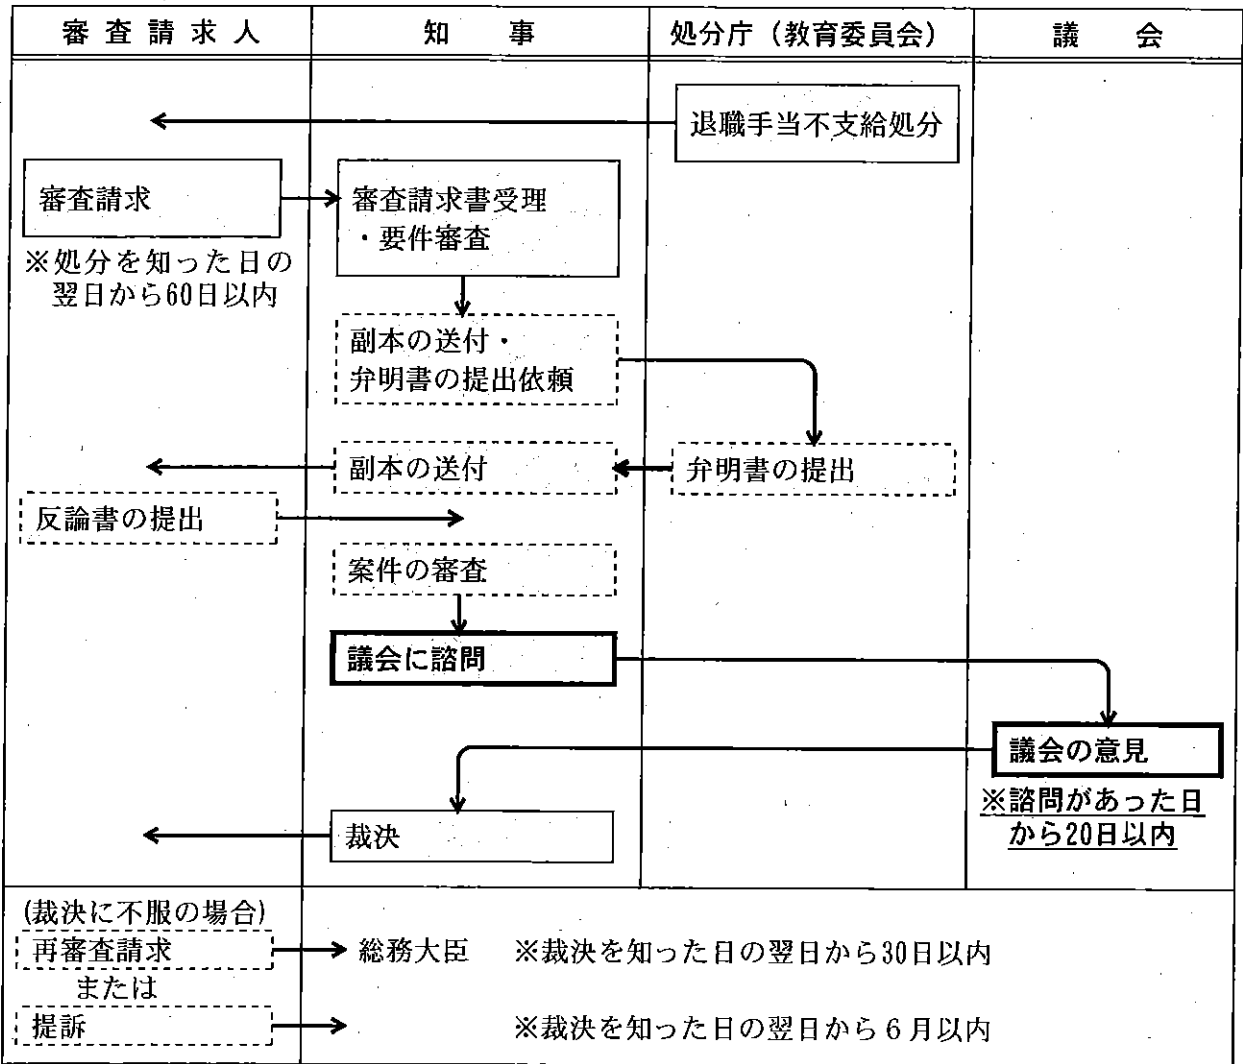 審査請求人
知事
処分庁（教育委員会）
議会
退職手当不支給処分
審査請求
※処分を知った日の
翌日から60日以内
審査請求書受理
・要件審査
副本の送付・
弁明書の提出依頼
弁明書の提出
副本の送付
反論書の提出
案件の審査
議会に諮問
議会の意見
※諮問があった日
から20日以内
裁決
(裁決に不服の場合)
再審査請求
総務大臣
※裁決を知った日の翌日から30日以内
または
提訴
※裁決を知った日の翌日から６月以内